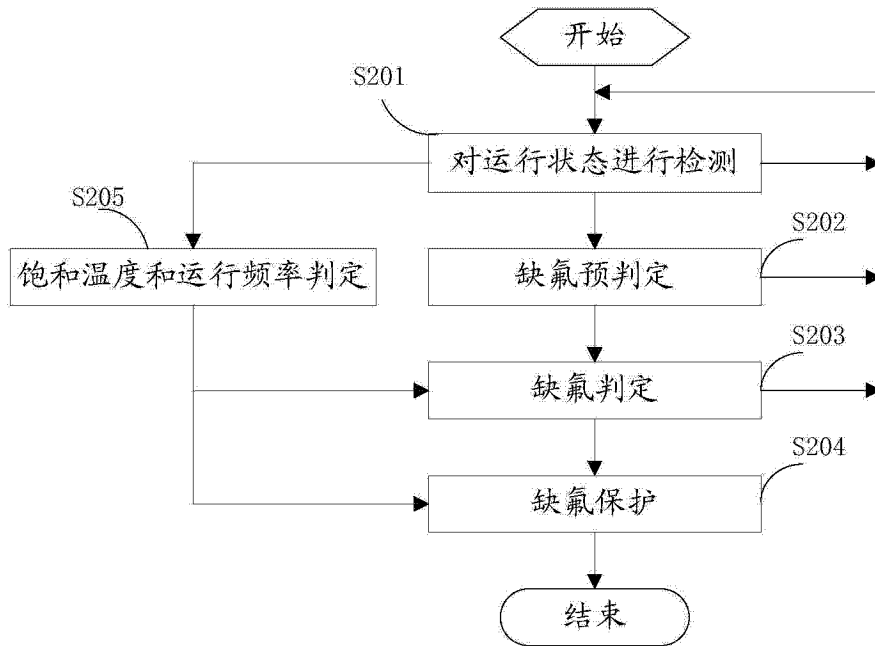 开始
S201
对运行状态进行检测
S205
S202
饱和温度和运行频率判定
缺氟预判定
S203
缺氟判定
S204
缺氟保护
结束